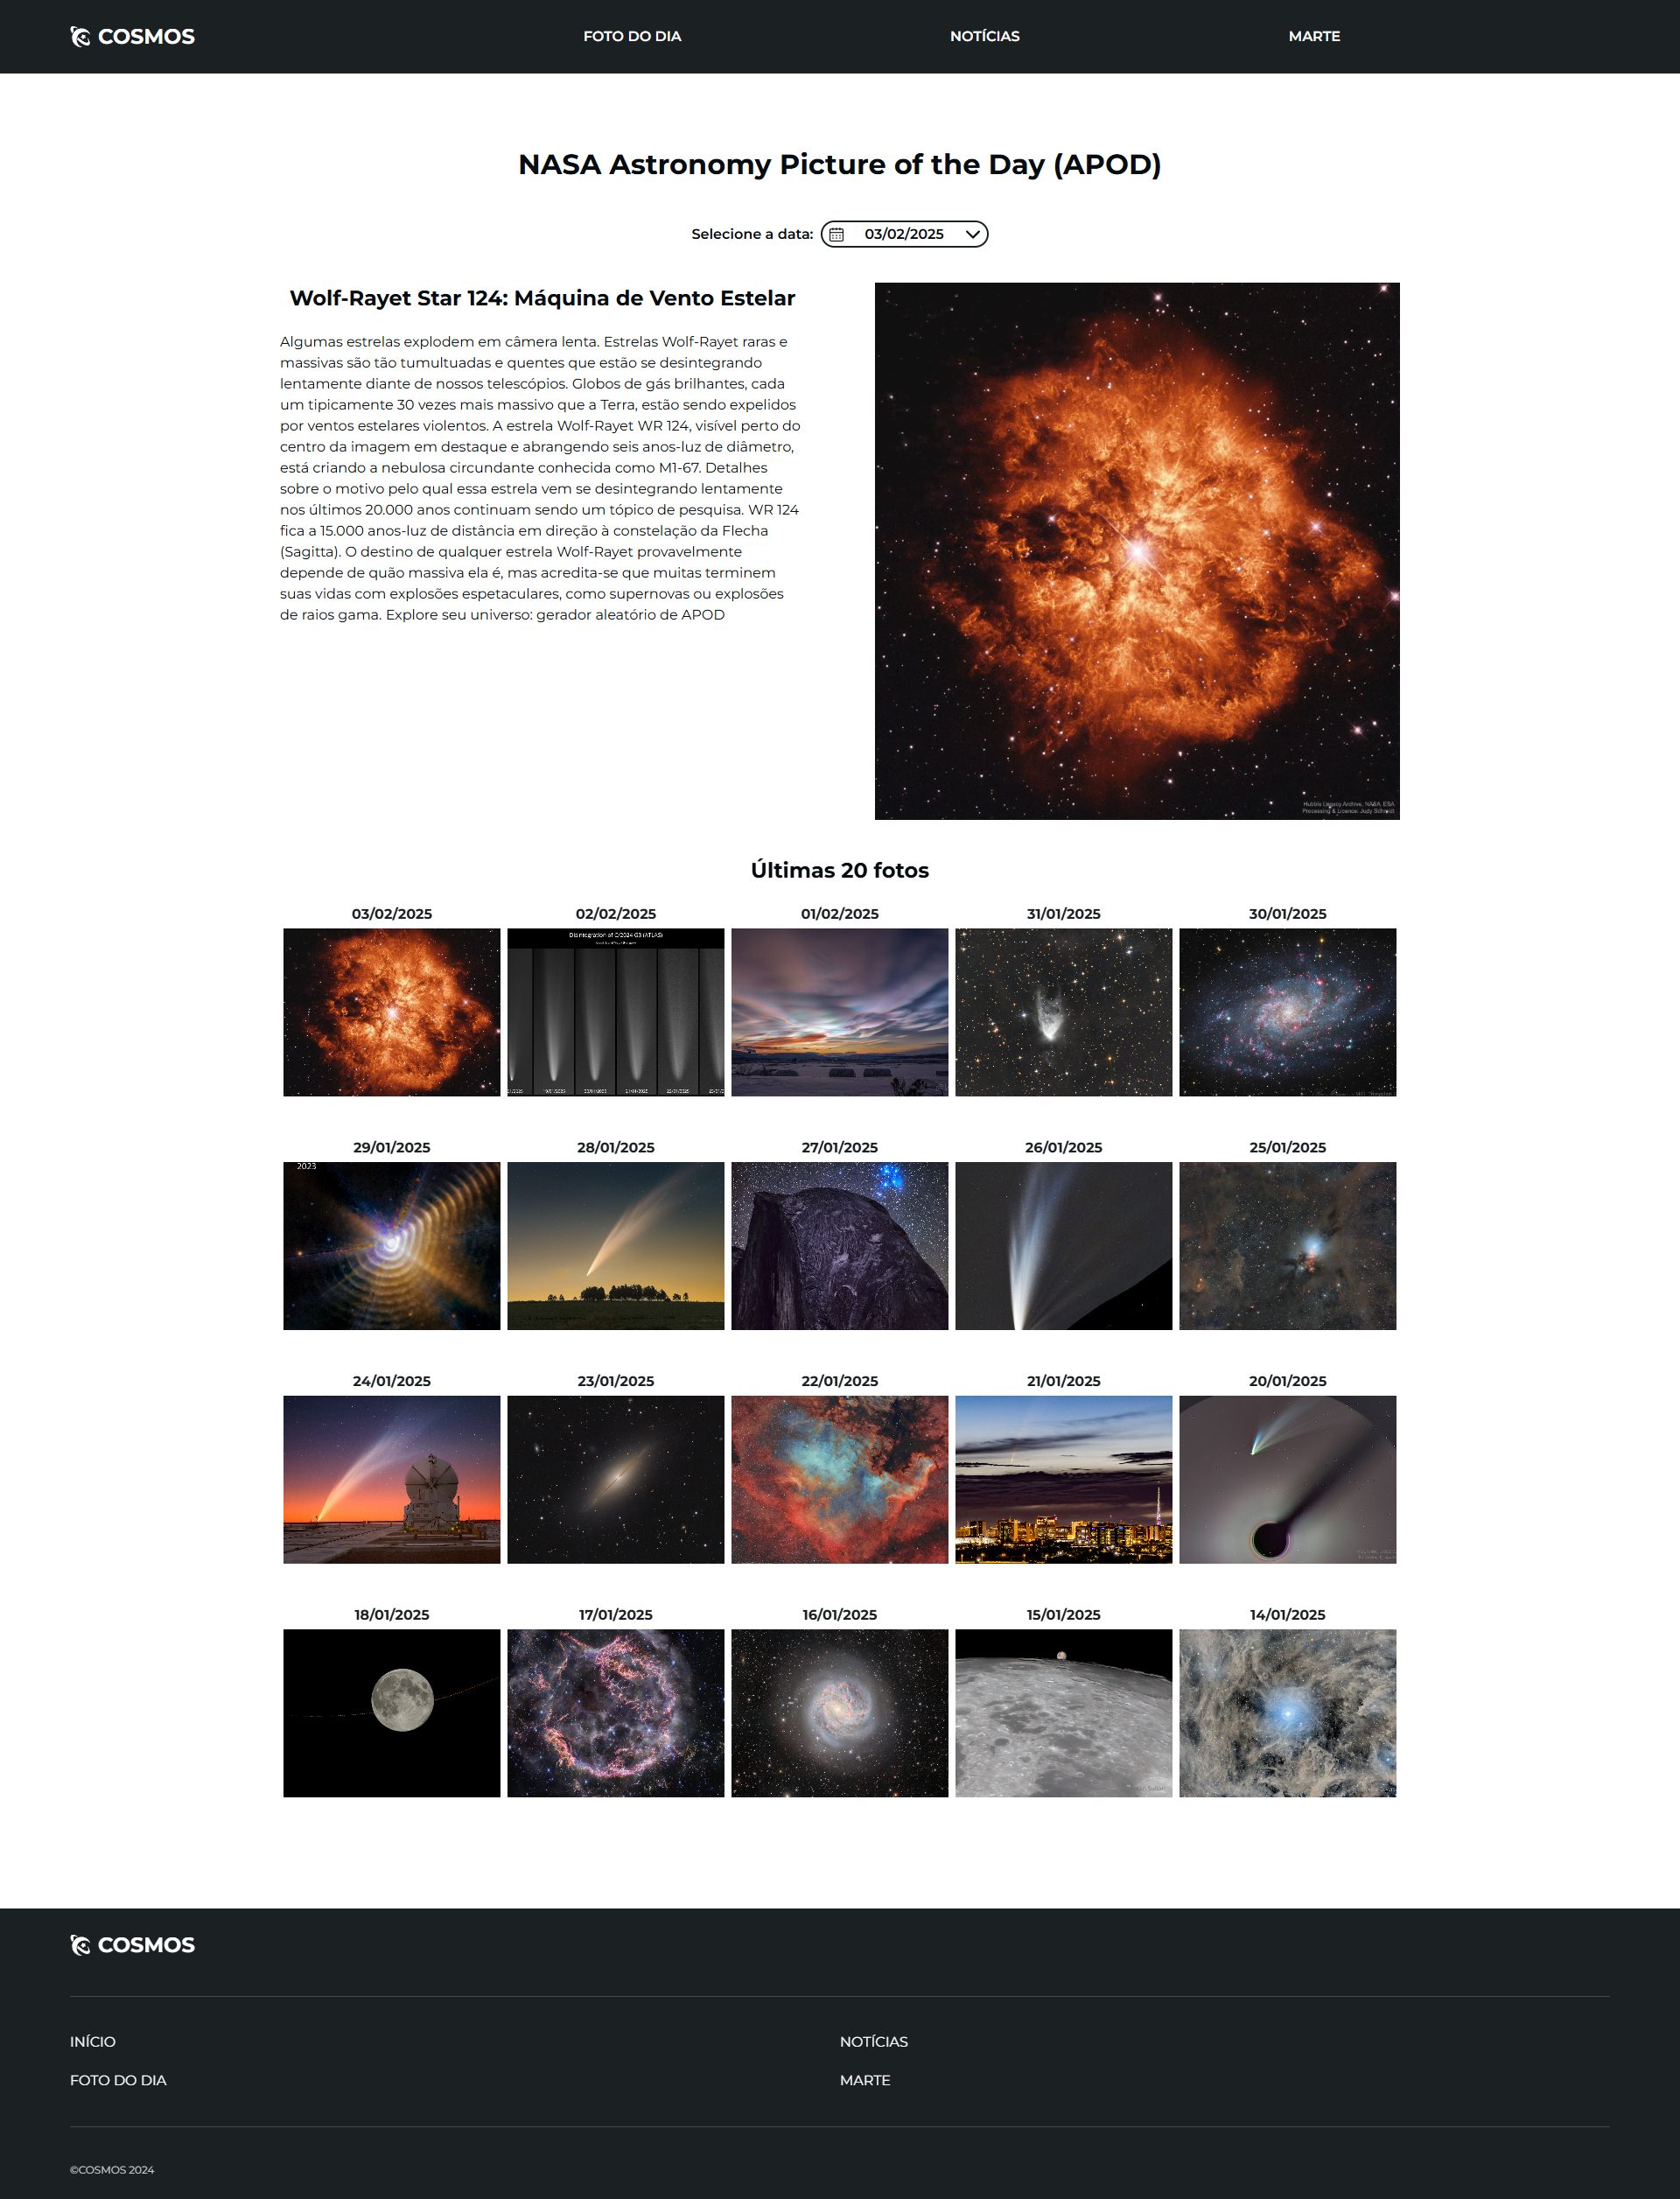 COSMOS
FOTO DO DIA
NOTÍCIAS
MARTE
NASA Astronomy Picture of the Day (APOD)
Selecione a data: 03/02/2025
Wolf-Rayet Star 124: Máquina de Vento Estelar
Algumas estrelas explodem em câmera lenta. Estrelas Wolf-Rayet raras e
massivas são tão tumultuadas e quentes que estão se desintegrando
lentamente diante de nossos telescópios. Globos de gás brilhantes, cada
um tipicamente 30 vezes mais massivo que a Terra, estão sendo expelidos
por ventos estelares violentos. A estrela Wolf-Rayet WR 124, visível perto do
centro da imagem em destaque e abrangendo seis anos-luz de diâmetro,
está criando a nebulosa circundante conhecida como M1-67. Detalhes
sobre o motivo pelo qual essa estrela vem se desintegrando lentamente
nos últimos 20.000 anos continuam sendo um tópico de pesquisa. WR 124
fica a 15.000 anos-luz de distância em direção à constelação da Flecha
(Sagitta). O destino de qualquer estrela Wolf-Rayet provavelmente
depende de quão massiva ela é, mas acredita-se que muitas terminem
suas vidas com explosões espetaculares, como supernovas ou explosões
de raios gama. Explore seu universo: gerador aleatório de APOD
Hubble Legacy Archive, NASA, ESA
Processing & Licence: Judy Schmidt
Últimas 20 fotos
03/02/2025
02/02/2025
01/02/2025
31/01/2025
30/01/2025
Disintegration of C/2024 G3 (ATLAS)
29/01/2025
28/01/2025
27/01/2025
26/01/2025
25/01/2025
2023
24/01/2025
23/01/2025
22/01/2025
21/01/2025
20/01/2025
18/01/2025
17/01/2025
16/01/2025
15/01/2025
14/01/2025
COSMOS
INÍCIO
NOTÍCIAS
FOTO DO DIA
MARTE
©COSMOS 2024